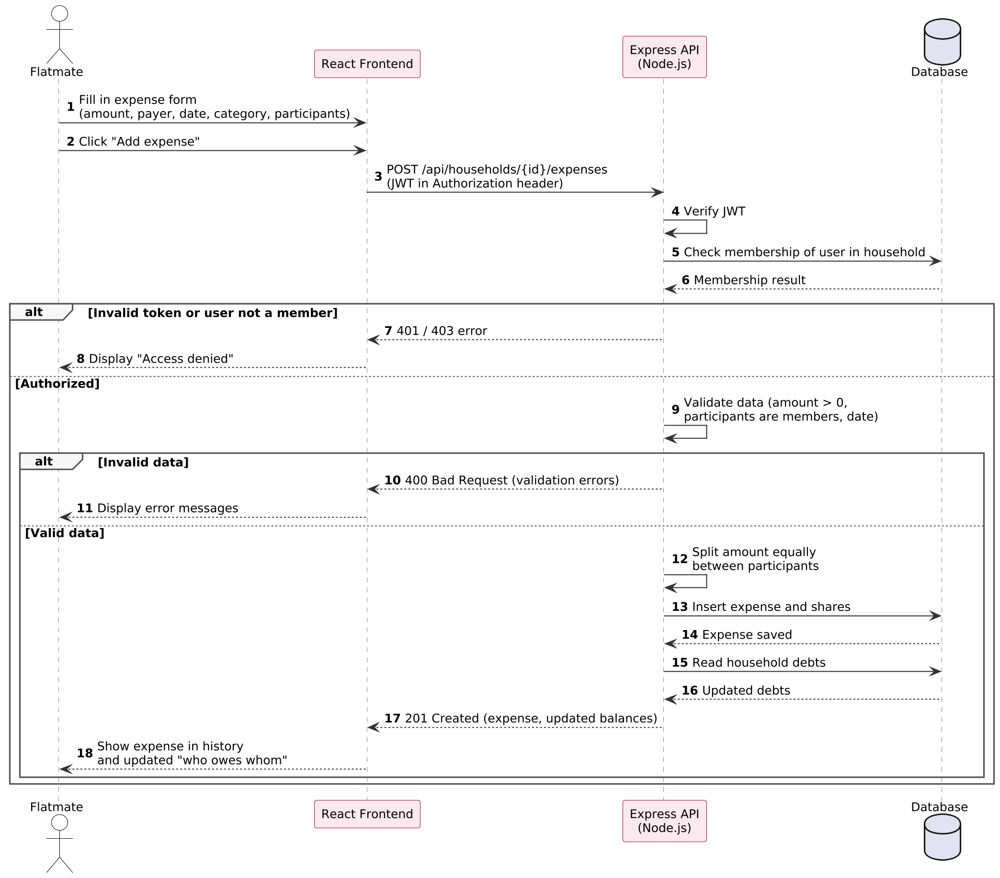 Flatmate
React Frontend
Express API
(Node.js)
Database
1 Fill in expense form
(amount, payer, date, category, participants)
2 Click "Add expense"
3 POST /api/households/{id}/expenses
(JWT in Authorization header)
4 Verify JWT
5 Check membership of user in household
6 Membership result
alt [Invalid token or user not a member]
7 401 / 403 error
8 Display "Access denied"
[Authorized]
9 Validate data (amount > 0,
participants are members, date)
alt [Invalid data]
10 400 Bad Request (validation errors)
11 Display error messages
[Valid data]
12 Split amount equally
between participants
13 Insert expense and shares
14 Expense saved
15 Read household debts
16 Updated debts
17 201 Created (expense, updated balances)
18 Show expense in history
and updated "who owes whom"
Flatmate
React Frontend
Express API
(Node.js)
Database